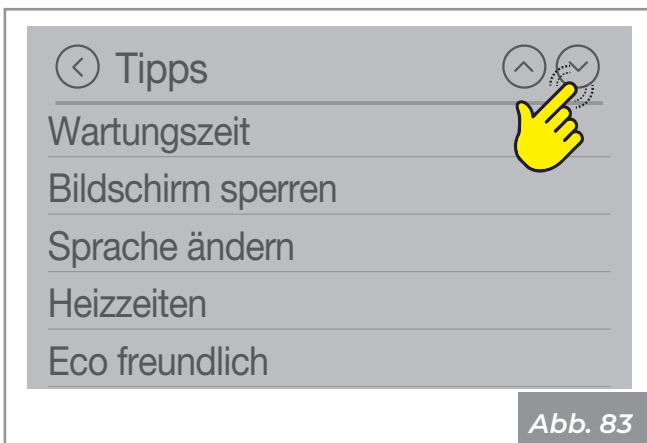 Tipps
Wartungszeit
Bildschirm sperren
Sprache ändern
Heizzeiten
Eco freundlich
Abb. 83